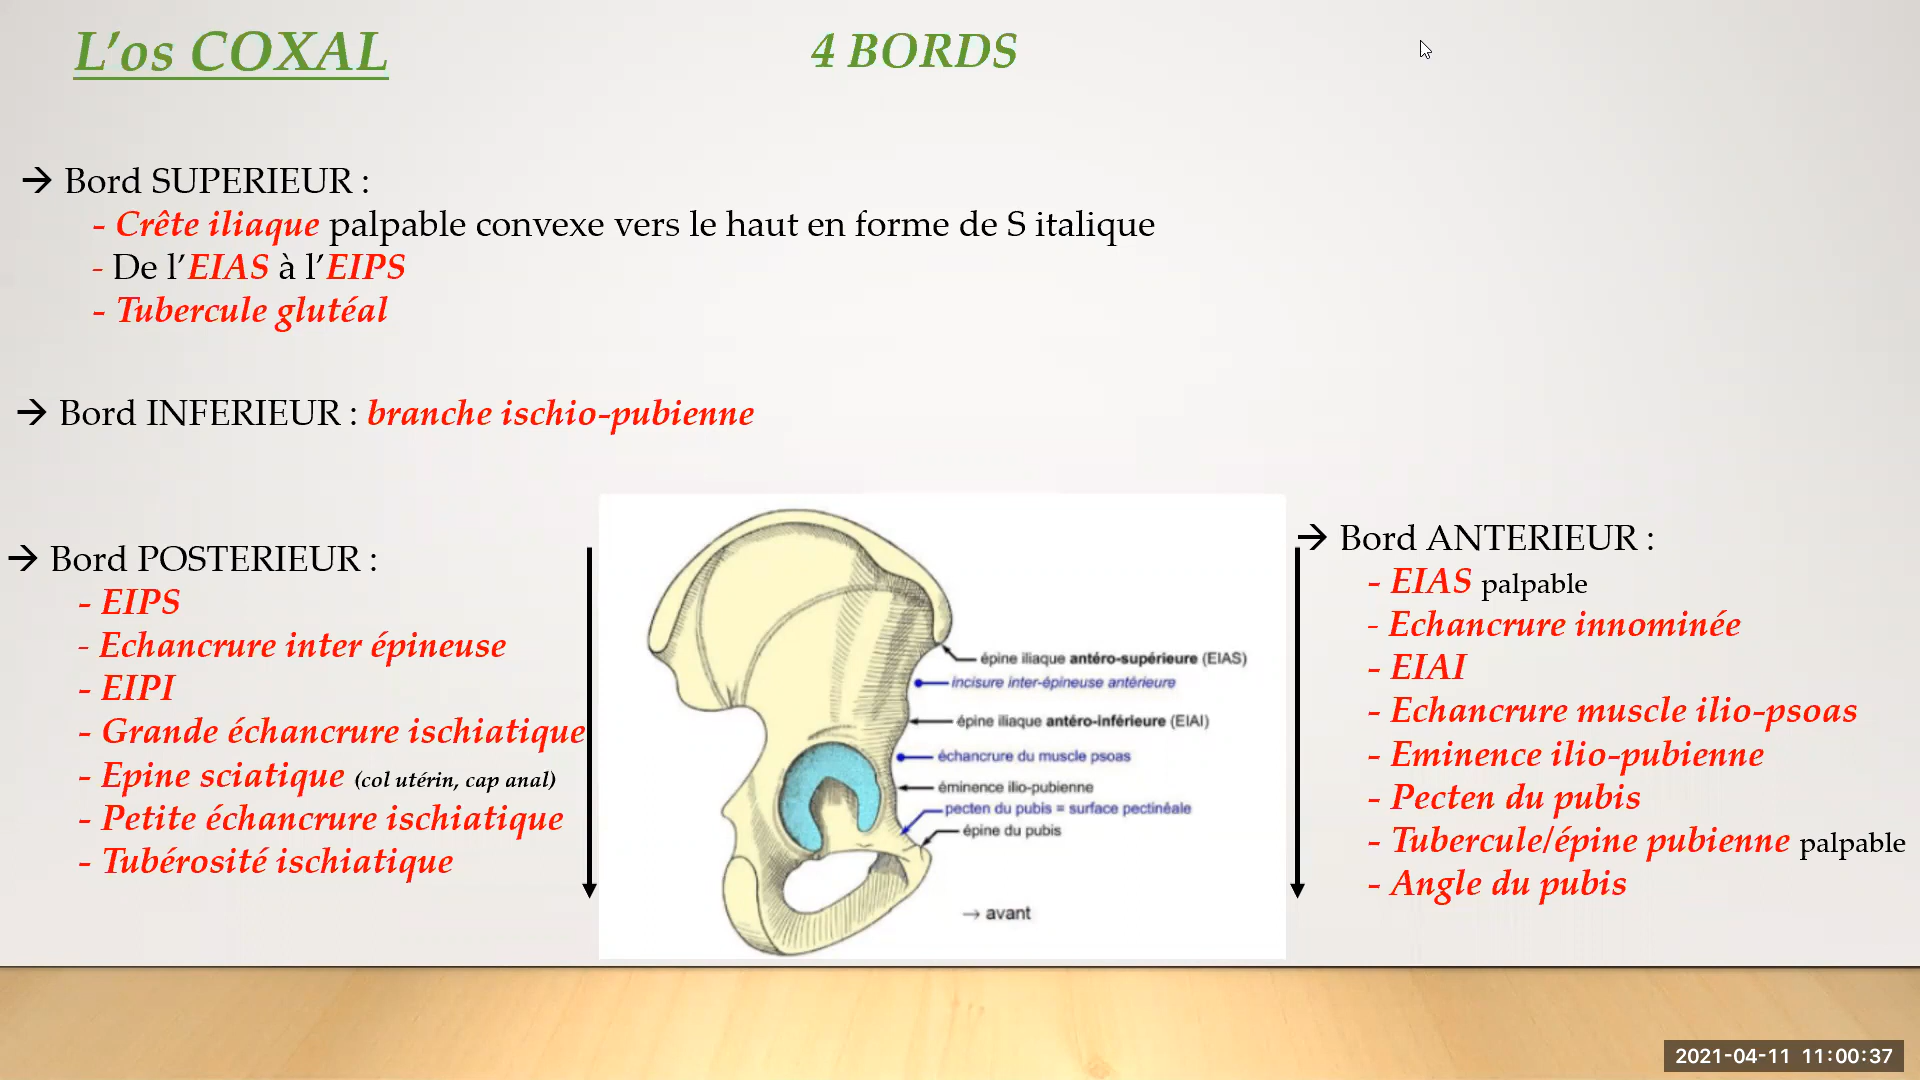 L’os COXAL
4 BORDS
→ Bord SUPERIEUR :
- Crête iliaque palpable convexe vers le haut en forme de S italique
- De l’EIAS à l’EIPS
- Tubercule glutéal
→ Bord INFERIEUR : branche ischio-pubienne
→ Bord POSTERIEUR :
- EIPS
- Echancrure inter épineuse
- EIPI
- Grande échancrure ischiatique
- Epine sciatique (col utérin, cap anal)
- Petite échancrure ischiatique
- Tubérosité ischiatique
épine iliaque antéro-supérieure (EIAS)
incisure inter-épineuse antérieure
épine iliaque antéro-inférieure (EIAI)
échancrure du muscle psoas
éminence ilio-pubienne
pecten du pubis = surface pectinéale
épine du pubis
→ avant
→ Bord ANTERIEUR :
- EIAS palpable
- Echancrure innominée
- EIAI
- Echancrure muscle ilio-psoas
- Eminence ilio-pubienne
- Pecten du pubis
- Tubercule/épine pubienne palpable
- Angle du pubis
2021-04-11 11:00:37